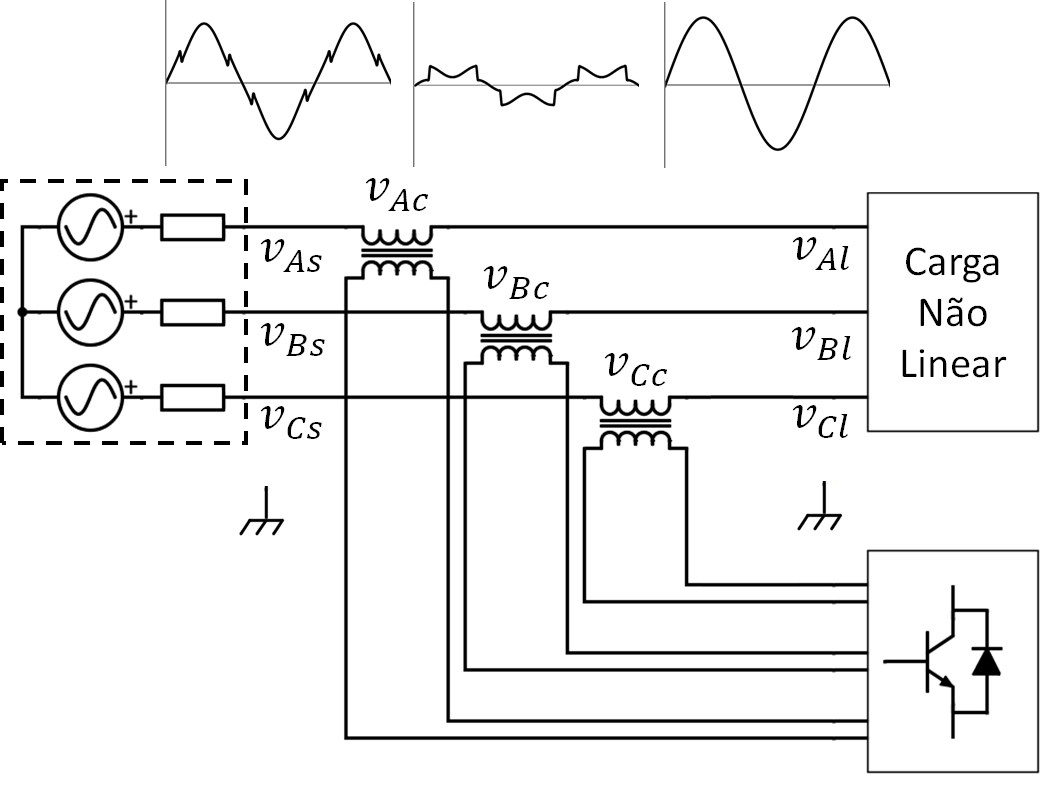 v_Ac
v_As
v_Al
v_Bc
v_Bs
v_Bl
v_Cc
v_Cs
v_Cl
Carga
Não
Linear
+
+
+